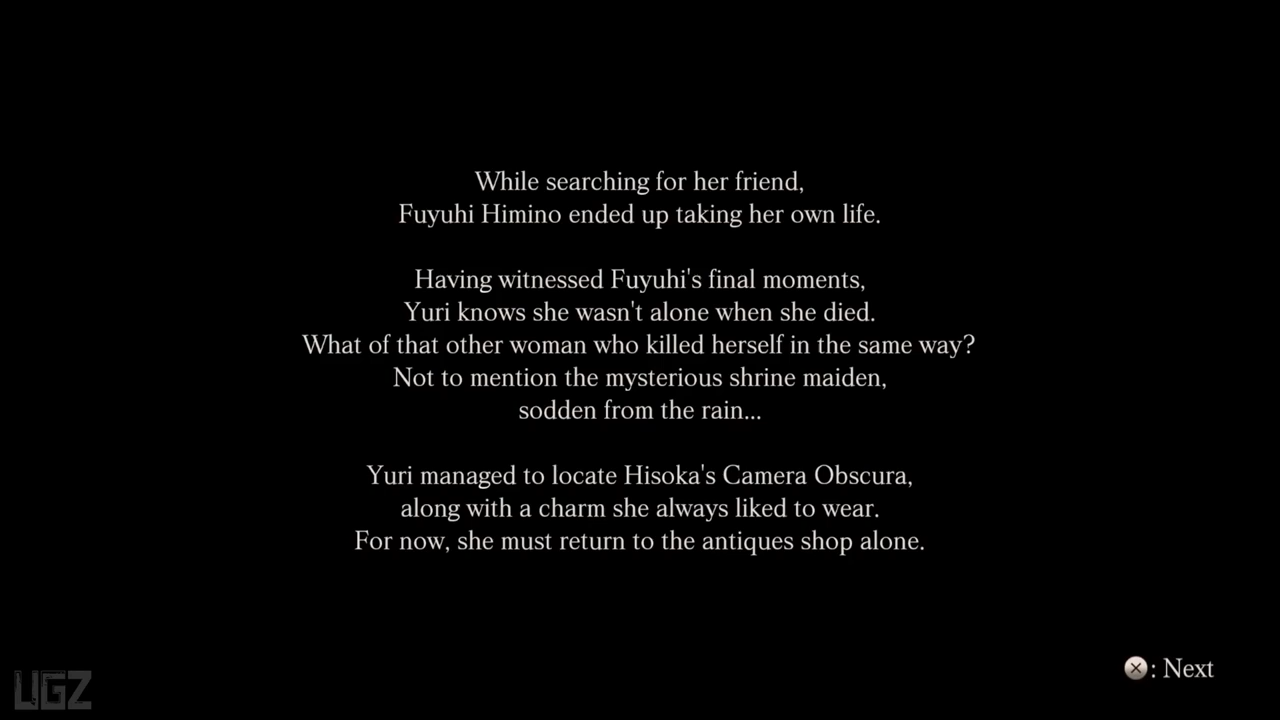 While searching for her friend,
Fuyuhi Himino ended up taking her own life.
Having witnessed Fuyuhi's final moments,
Yuri knows she wasn't alone when she died.
What of that other woman who killed herself in the same way?
Not to mention the mysterious shrine maiden,
sodden from the rain...
Yuri managed to locate Hisoka's Camera Obscura,
along with a charm she always liked to wear.
For now, she must return to the antiques shop alone.
: Next
UGZ